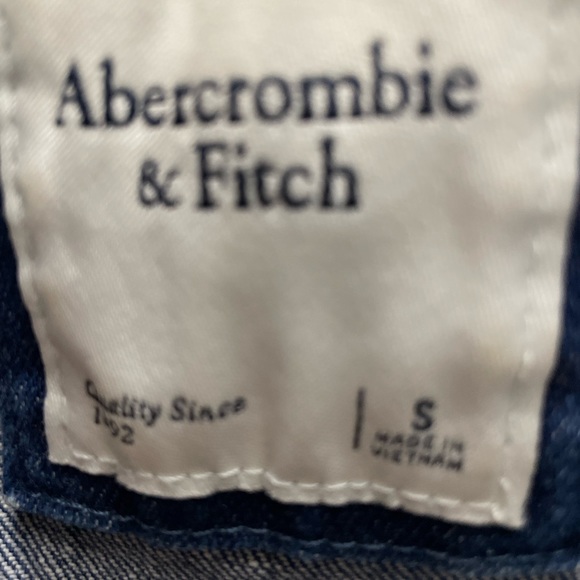 Abercrombie
& Fitch
Quality Since
1892
S
MADE IN
VIETNAM